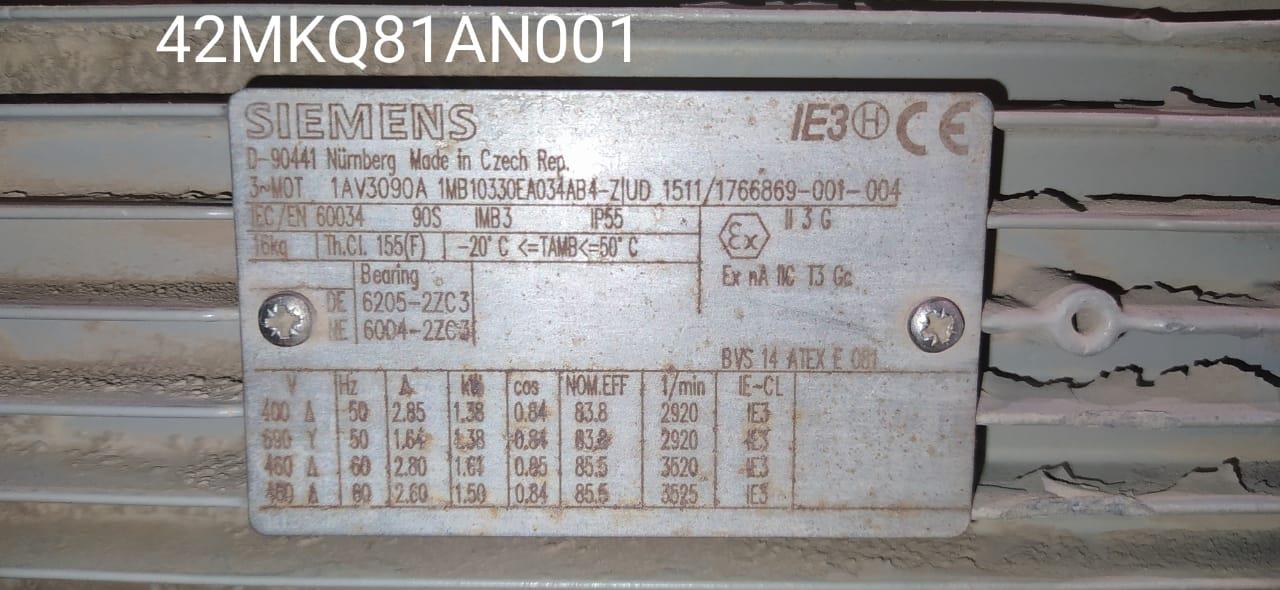 42MKQ81AN001
SIEMENS IE3 H CE
D-90441 Nürnberg Made in Czech Rep.
3~MOT 1AV3090A 1MB10330EA034AB4-Z UD 1511/1766869-001-004
IEC/EN 60034 90S IMB3 IP55 Ex II 3 G
16kg Th.Cl. 155(F) -20°C <=TAMB<=50°C
Ex nA IIC T3 Gc
Bearing
DE 6205-2ZC3
NE 6004-2ZC3
BVS 14 ATEX E 081
V Hz A kW cos NOM.EFF 1/min IE-CL
400 Δ 50 2.85 1.38 0.84 83.8 2920 IE3
690 Y 50 1.64 1.38 0.84 83.8 2920 IE3
460 Δ 60 2.80 0.85 85.5 3520 IE3
Δ 60 2.60 1.50 0.84 85.5 3525 IE3